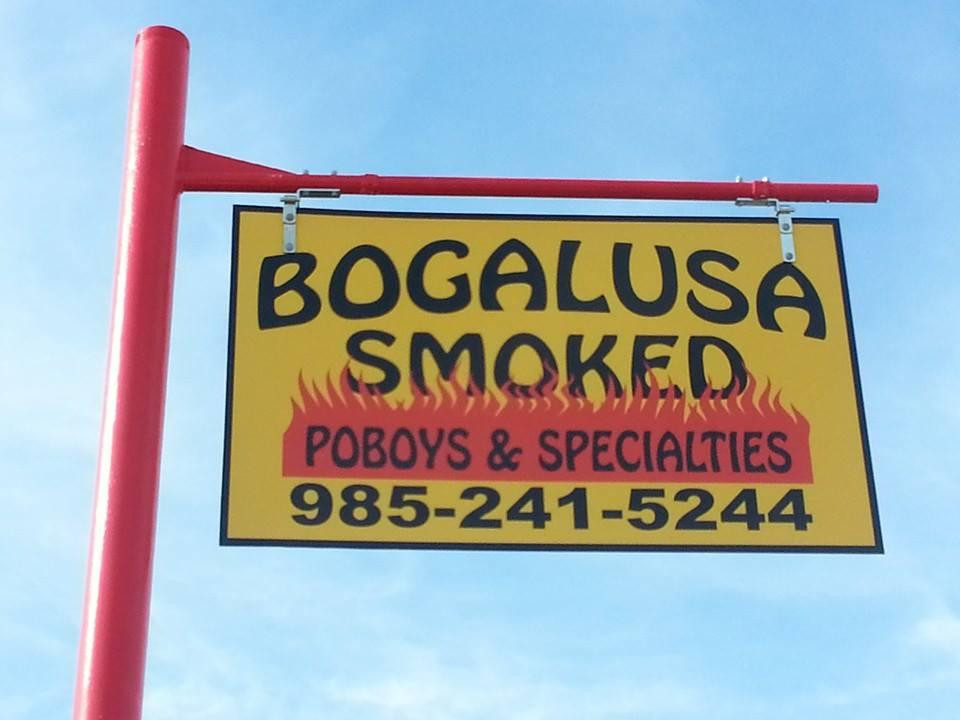 BOGALUSA
SMOKED
POBOYS & SPECIALTIES
985-241-5244